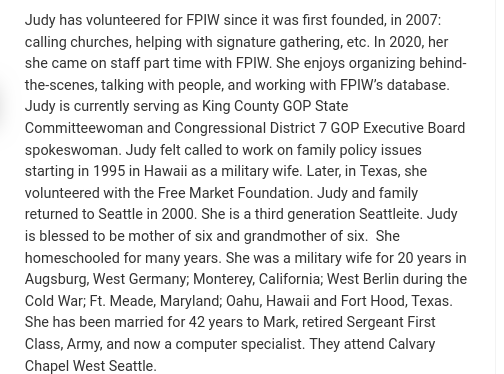 Judy has volunteered for FPIW since it was first founded, in 2007:
calling churches, helping with signature gathering, etc. In 2020, her
she came on staff part time with FPIW. She enjoys organizing behind-
the-scenes, talking with people, and working with FPIW's database.
Judy is currently serving as King County GOP State
Committeewoman and Congressional District 7 GOP Executive Board
spokeswoman. Judy felt called to work on family policy issues
starting in 1995 in Hawaii as a military wife. Later, in Texas, she
volunteered with the Free Market Foundation. Judy and family
returned to Seattle in 2000. She is a third generation Seattleite. Judy
is blessed to be mother of six and grandmother of six.  She
homeschooled for many years. She was a military wife for 20 years in
Augsburg, West Germany; Monterey, California; West Berlin during the
Cold War; Ft. Meade, Maryland; Oahu, Hawaii and Fort Hood, Texas.
She has been married for 42 years to Mark, retired Sergeant First
Class, Army, and now a computer specialist. They attend Calvary
Chapel West Seattle.